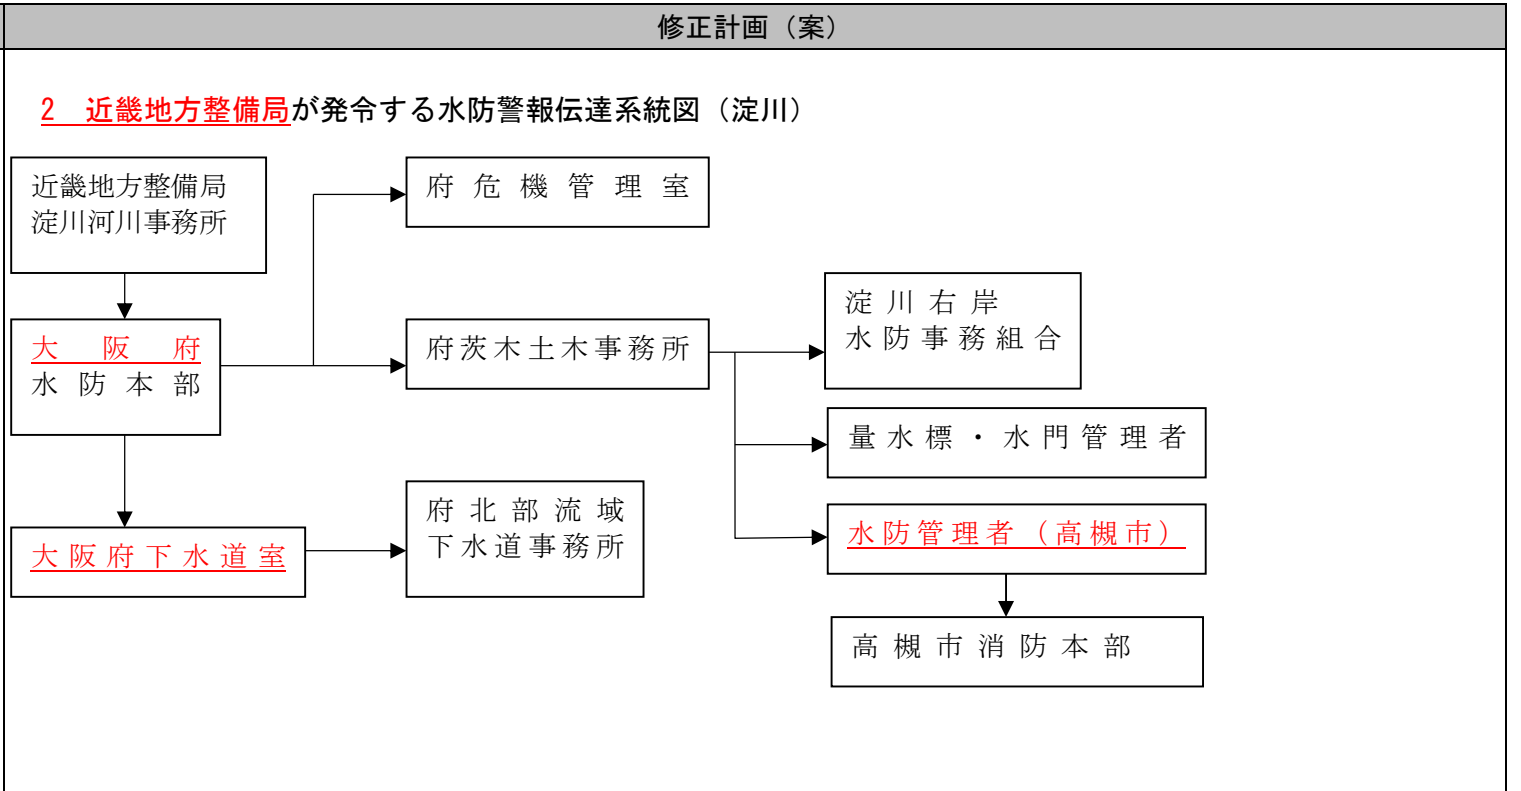 修正計画（案）
2　近畿地方整備局が発令する水防警報伝達系統図（淀川）
近畿地方整備局
淀川河川事務所
府危機管理室
大阪府
水防本部
府茨木土木事務所
淀川右岸
水防事務組合
量水標・水門管理者
水防管理者（高槻市）
高槻市消防本部
大阪府下水道室
府北部流域
下水道事務所